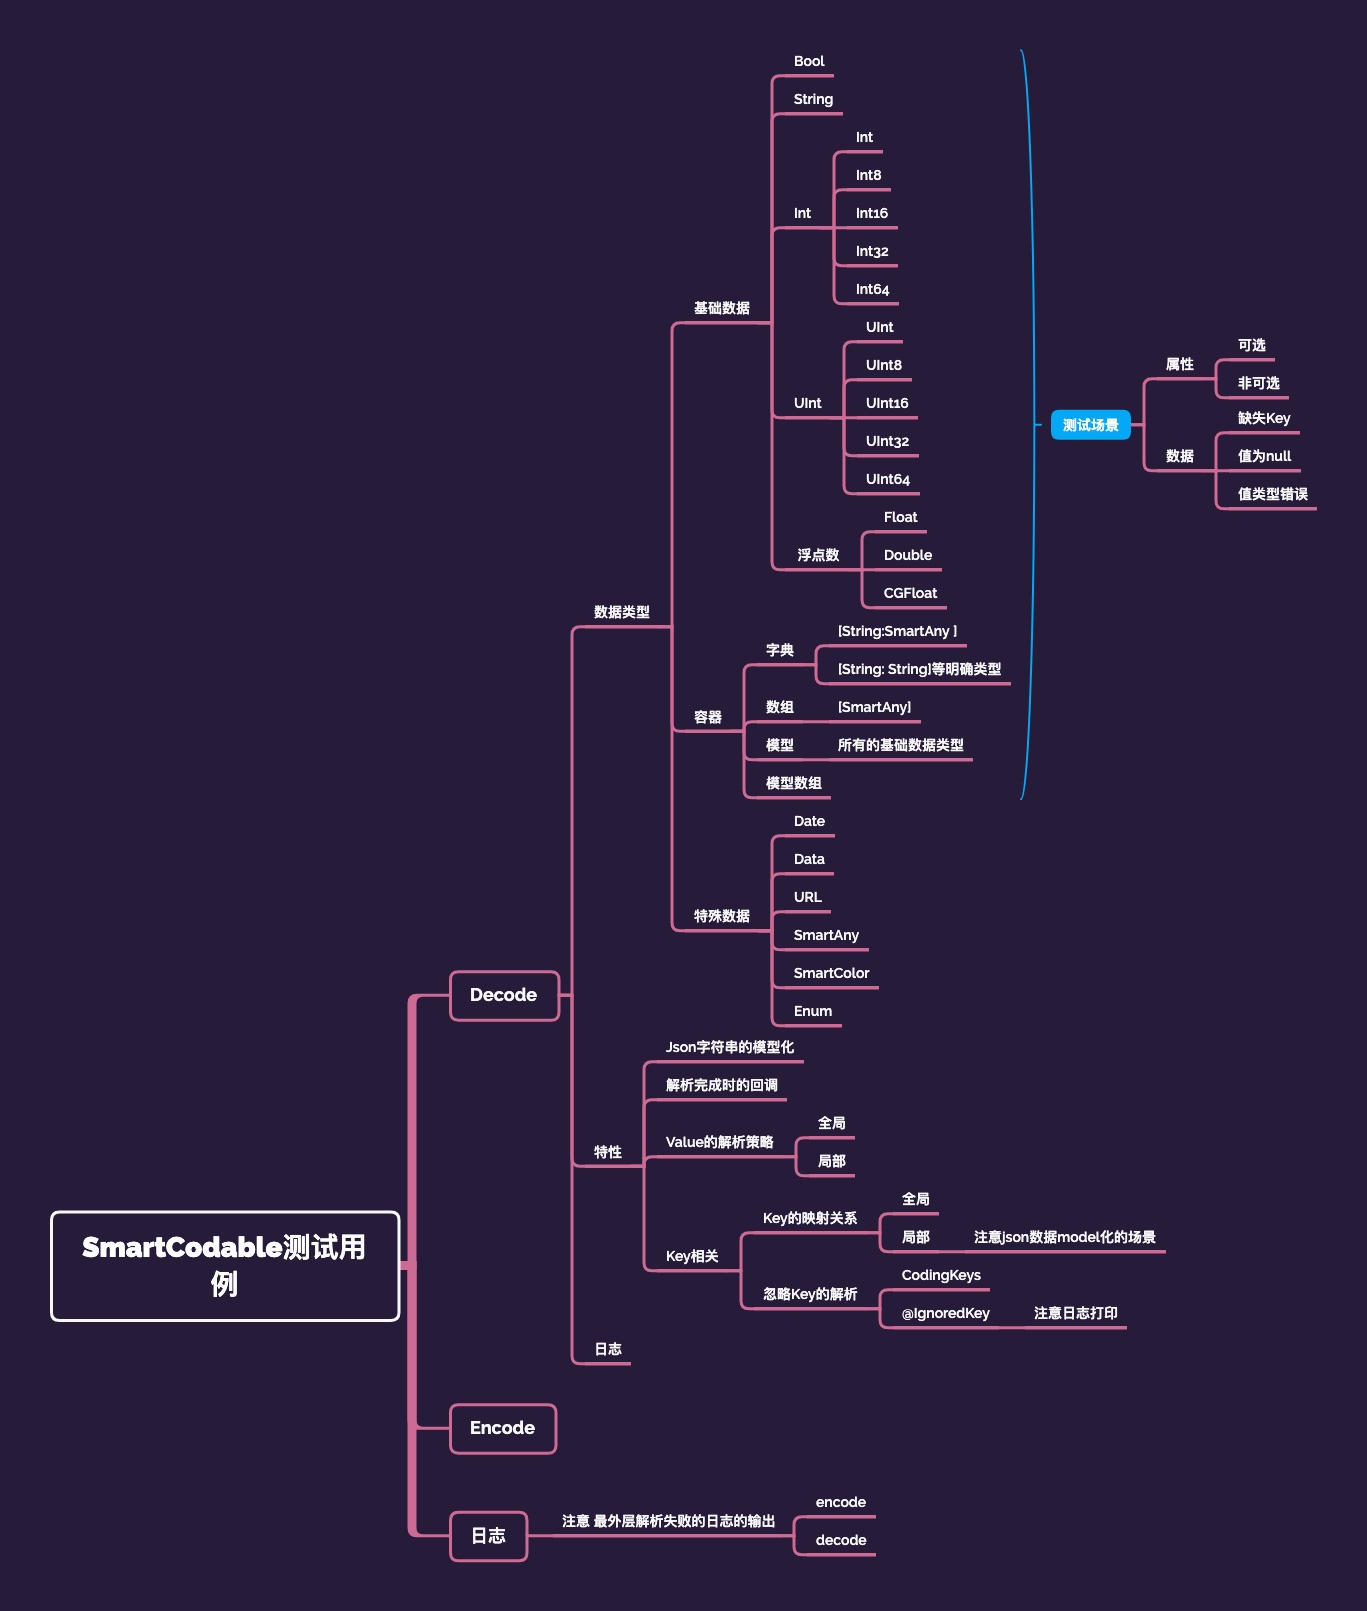 SmartCodable测试用
例
Decode
数据类型
基础数据
Bool
String
Int
Int
Int8
Int16
Int32
Int64
UInt
UInt
UInt8
UInt16
UInt32
UInt64
浮点数
Float
Double
CGFloat
容器
字典
[String:SmartAny ]
[String: String]等明确类型
数组
[SmartAny]
模型
所有的基础数据类型
模型数组
测试场景
属性
可选
非可选
数据
缺失Key
值为null
值类型错误
特殊数据
Date
Data
URL
SmartAny
SmartColor
Enum
特性
Json字符串的模型化
解析完成时的回调
Value的解析策略
全局
局部
Key相关
Key的映射关系
全局
局部
注意json数据model化的场景
忽略Key的解析
CodingKeys
@IgnoredKey
注意日志打印
日志
Encode
日志
注意 最外层解析失败的日志的输出
encode
decode